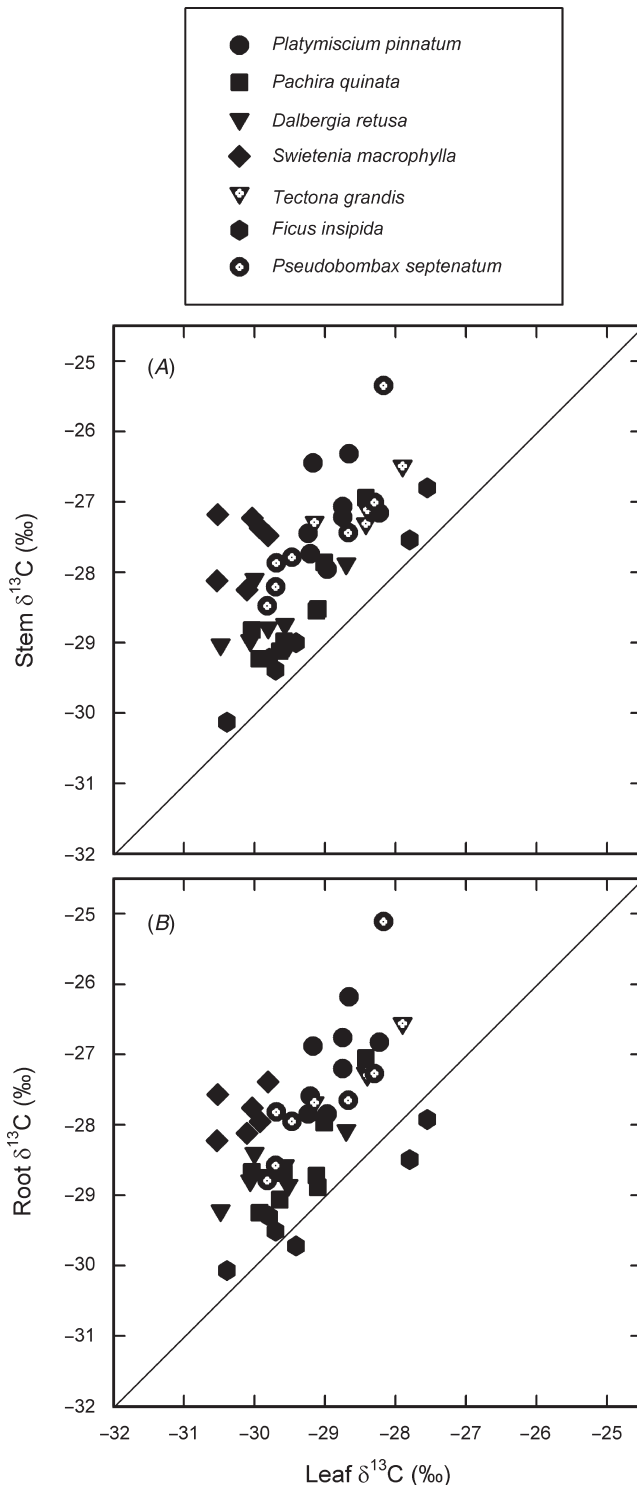 Platymiscium pinnatum
Pachira quinata
Dalbergia retusa
Swietenia macrophylla
Tectona grandis
Ficus insipida
Pseudobombax septenatum
(A)
−25
−26
−27
−28
−29
−30
−31
−32
Stem δ¹³C (‰)
(B)
−25
−26
−27
−28
−29
−30
−31
−32
Root δ¹³C (‰)
−32 −31 −30 −29 −28 −27 −26 −25
Leaf δ¹³C (‰)